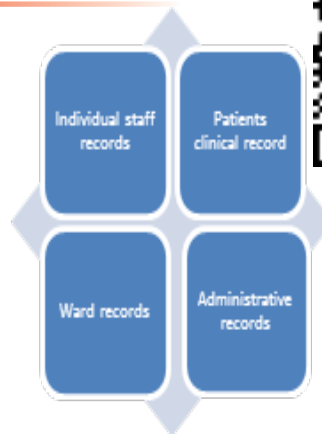 Individual staff
records
Patients
clinical record
Ward records
Administrative
records